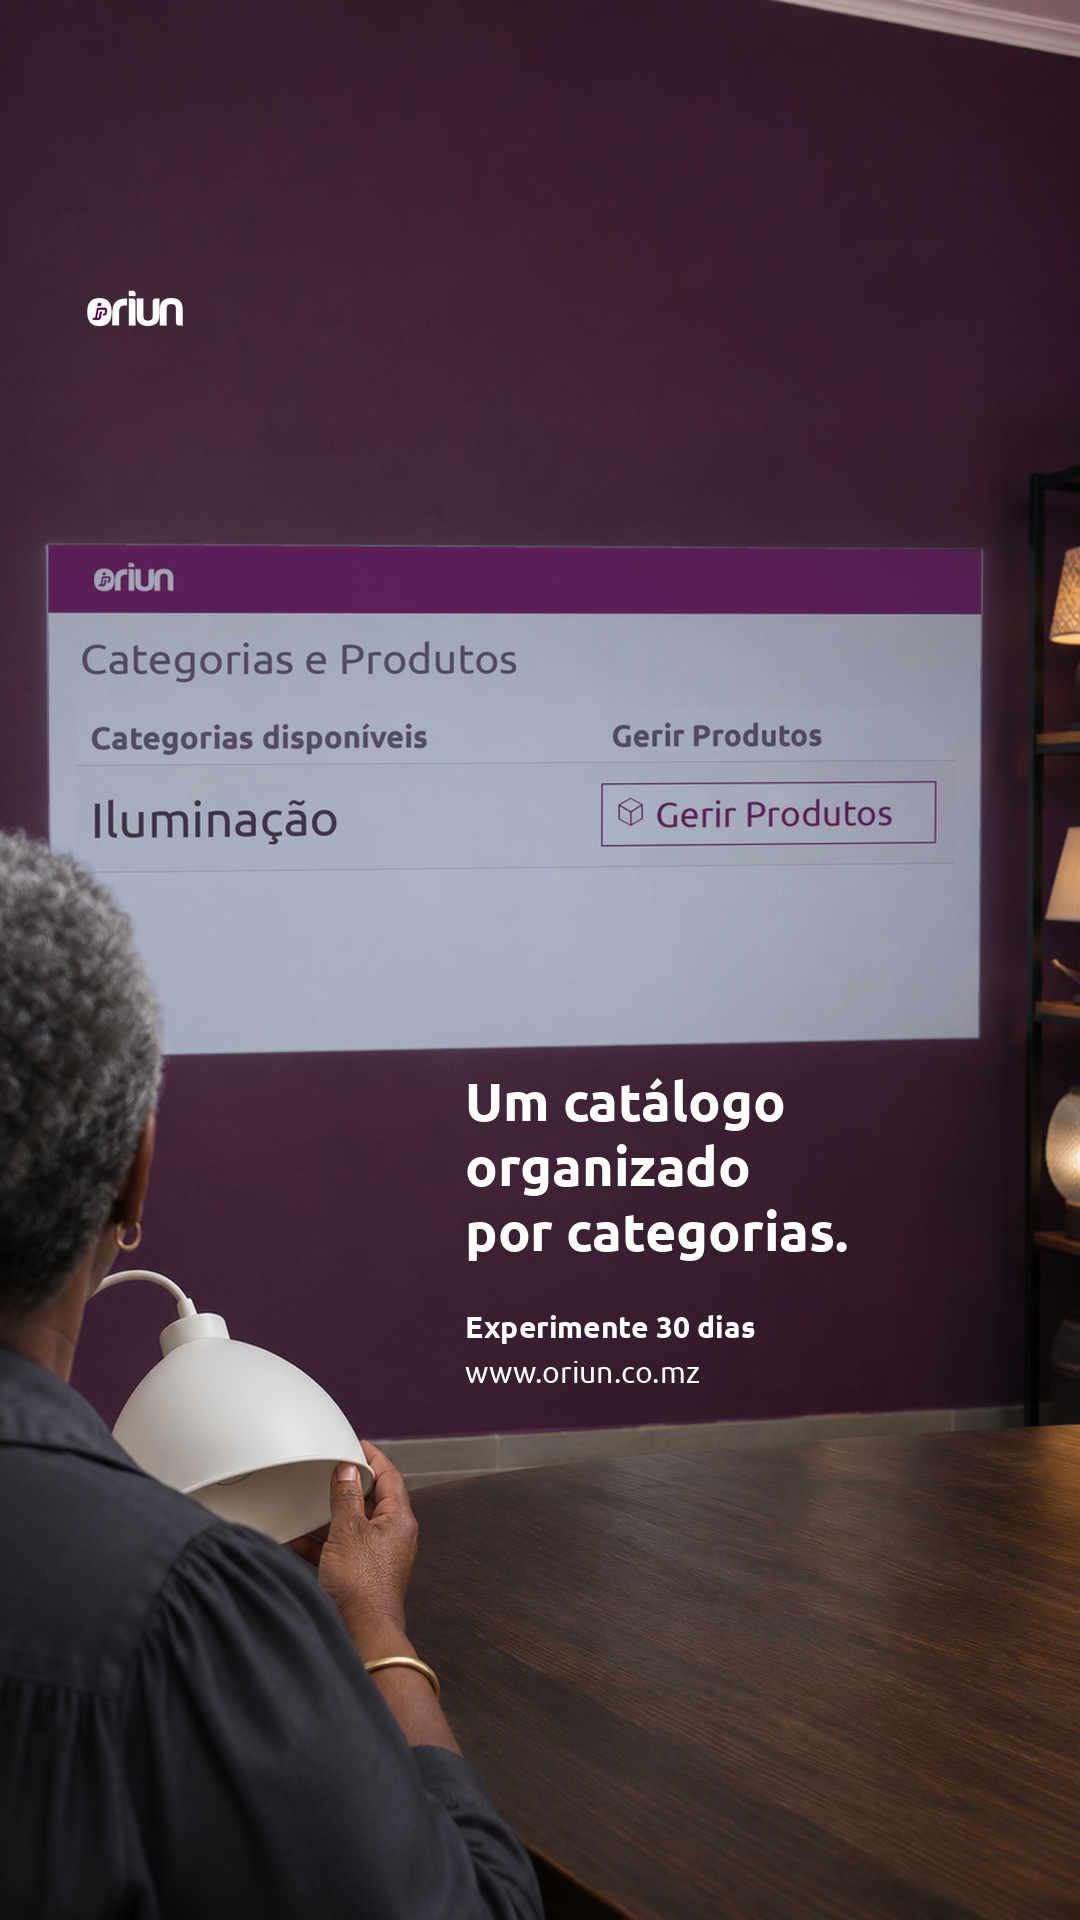 oriun
oriun
Categorias e Produtos
Categorias disponíveis
Gerir Produtos
Iluminação
Gerir Produtos
Um catálogo
organizado
por categorias.
Experimente 30 dias
www.oriun.co.mz